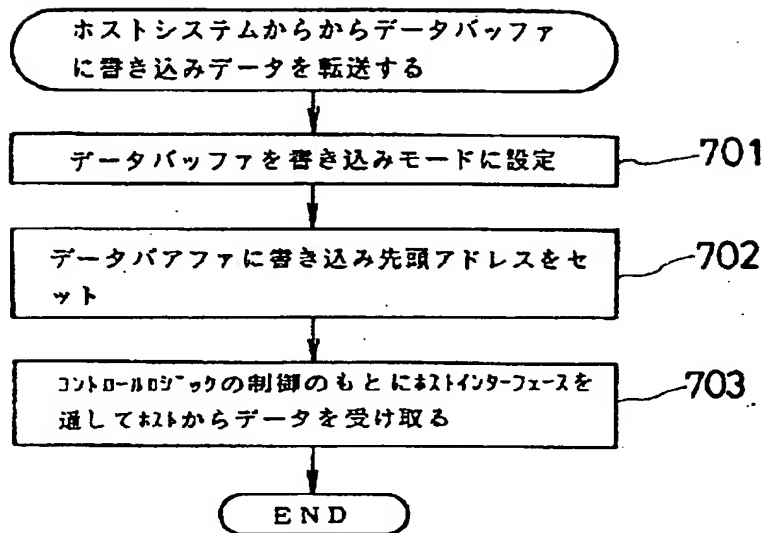 ホストシステムからからデータバッファ
に書き込みデータを転送する
データバッファを書き込みモードに設定
701
データバアファに書き込み先頭アドレスをセ
ット
702
コントロールロジックの制御のもとにホストインターフェースを
通してホストからデータを受け取る
703
END